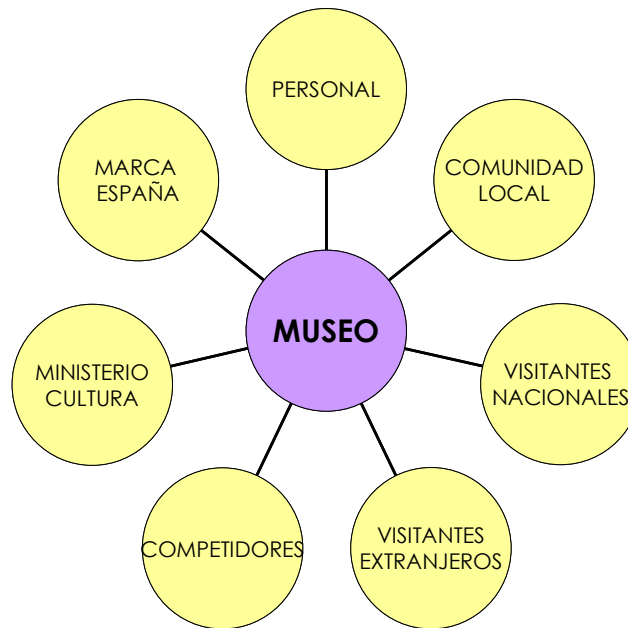 PERSONAL
MARCA
ESPAÑA
COMUNIDAD
LOCAL
MUSEO
MINISTERIO
CULTURA
VISITANTES
NACIONALES
COMPETIDORES
VISITANTES
EXTRANJEROS